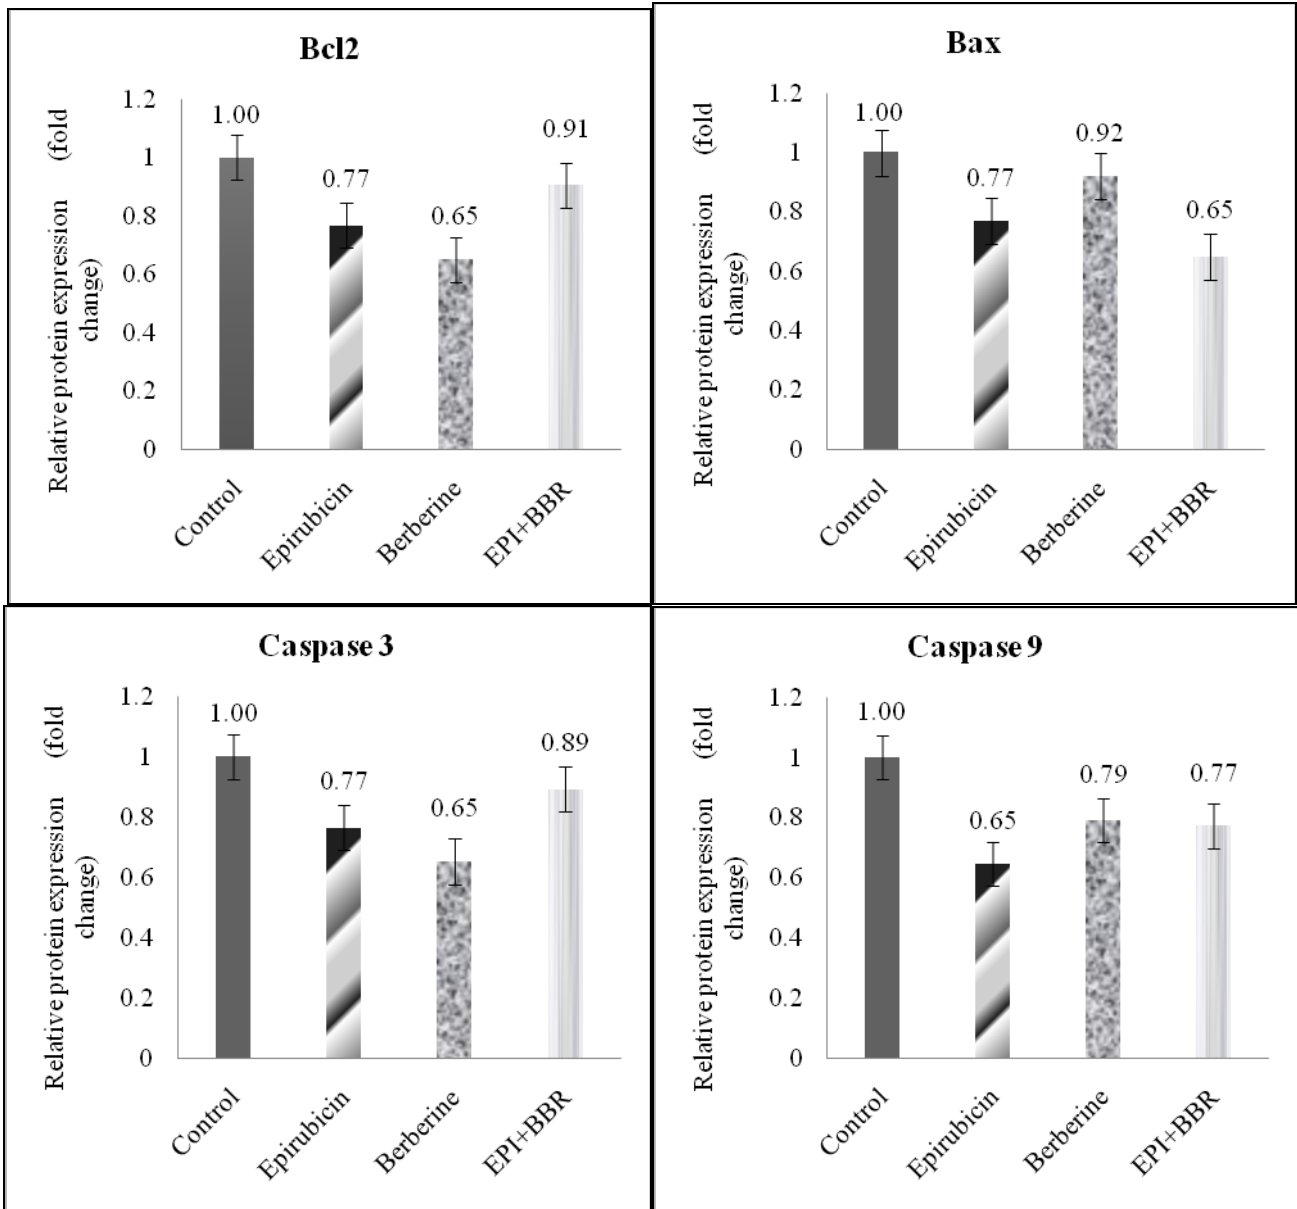 Bcl2
Relative protein expression (fold
change)
1.2
1
0.8
0.6
0.4
0.2
0
1.00
0.77
0.65
0.91
Control
Epirubicin
Berberine
EPI+BBR
Bax
Relative protein expression (fold
change)
1.2
1
0.8
0.6
0.4
0.2
0
1.00
0.77
0.92
0.65
Control
Epirubicin
Berberine
EPI+BBR
Caspase 3
Relative protein expression (fold
change)
1.2
1
0.8
0.6
0.4
0.2
0
1.00
0.77
0.65
0.89
Control
Epirubicin
Berberine
EPI+BBR
Caspase 9
Relative protein expression (fold
change)
1.2
1
0.8
0.6
0.4
0.2
0
1.00
0.65
0.79
0.77
Control
Epirubicin
Berberine
EPI+BBR